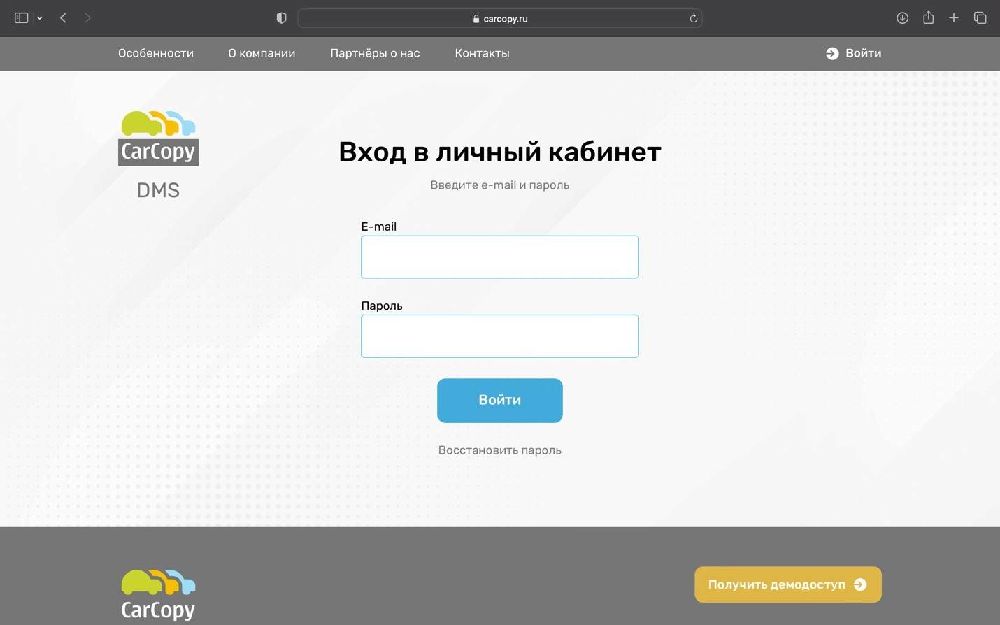 carcopy.ru
Особенности О компании Партнёры о нас Контакты Войти
CarCopy
DMS
Вход в личный кабинет
Введите e-mail и пароль
E-mail
Пароль
Войти
Восстановить пароль
CarCopy
Получить демодоступ